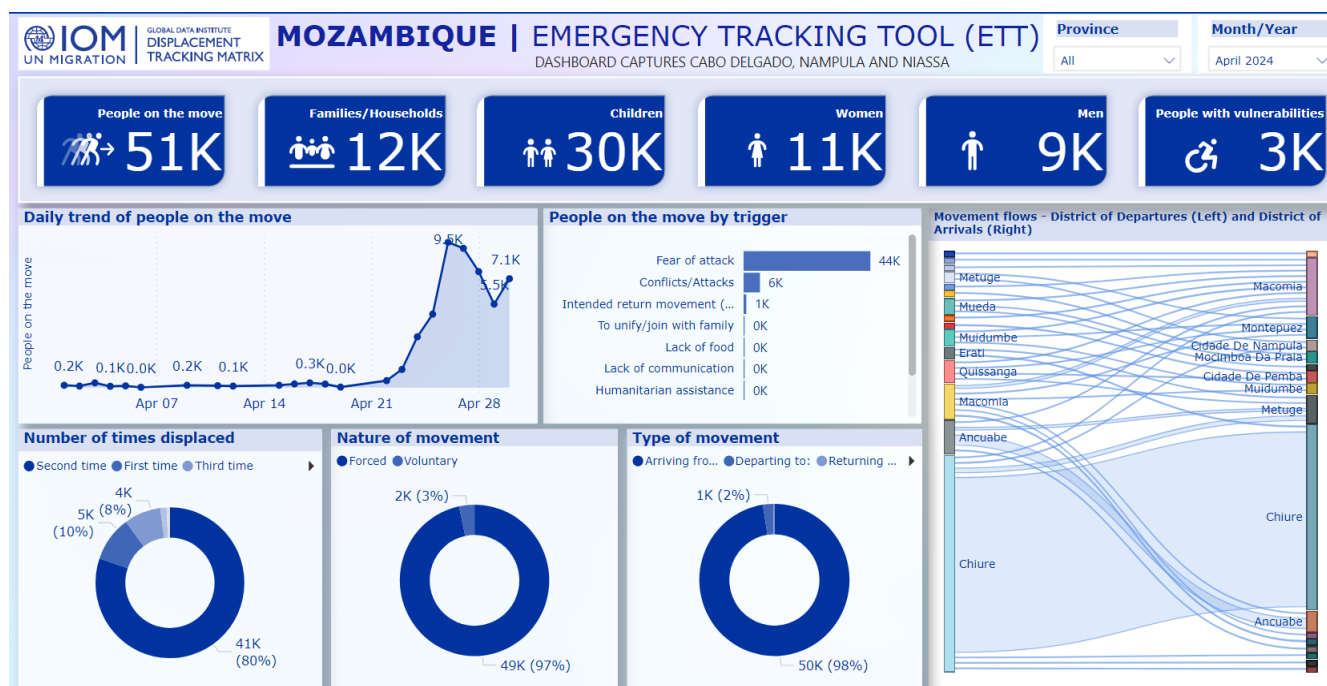 IOM
UN MIGRATION
GLOBAL DATA INSTITUTE
DISPLACEMENT
TRACKING MATRIX
MOZAMBIQUE | EMERGENCY TRACKING TOOL (ETT)
DASHBOARD CAPTURES CABO DELGADO, NAMPULA AND NIASSA
Province
All
Month/Year
April 2024
People on the move
51K
Families/Households
12K
Children
30K
Women
11K
Men
9K
People with vulnerabilities
3K
Daily trend of people on the move
People on the move
9.5K
7.1K
5.5K
0.2K 0.1K 0.0K 0.2K 0.1K 0.3K 0.0K
Apr 07 Apr 14 Apr 21 Apr 28
People on the move by trigger
Fear of attack 44K
Conflicts/Attacks 6K
Intended return movement (... 1K
To unify/join with family 0K
Lack of food 0K
Lack of communication 0K
Humanitarian assistance 0K
Movement flows - District of Departures (Left) and District of
Arrivals (Right)
Metuge
Mueda
Muidumbe
Erati
Quissanga
Macomia
Ancuabe
Chiure
Macomia
Montepuez
Cidade De Nampula
Mocimboa Da Praia
Cidade De Pemba
Muidumbe
Metuge
Chiure
Ancuabe
Number of times displaced
Second time First time Third time
4K
(8%)
5K
(10%)
41K
(80%)
Nature of movement
Forced Voluntary
2K (3%)
49K (97%)
Type of movement
Arriving fro... Departing to: Returning ...
1K (2%)
50K (98%)